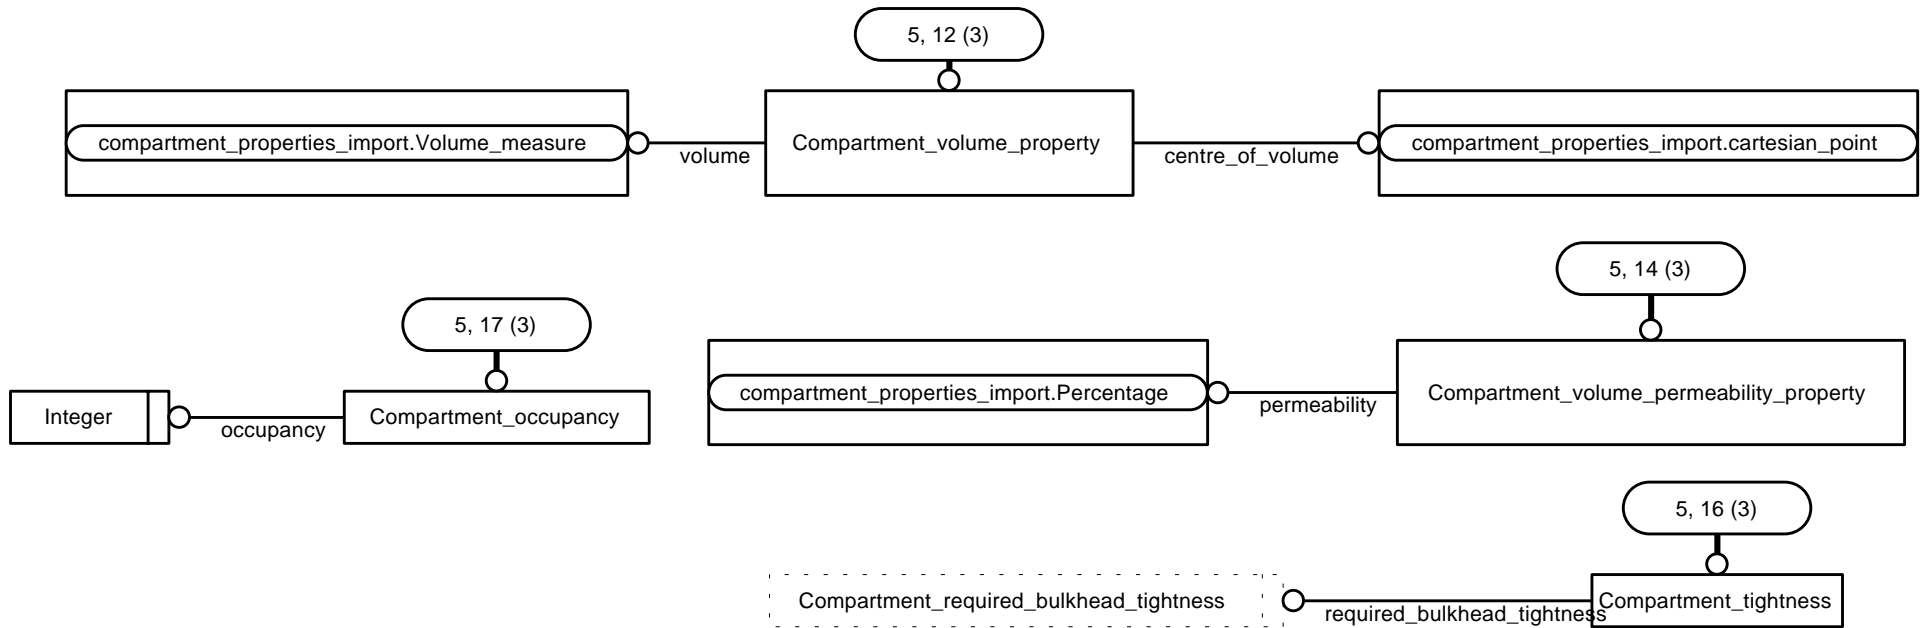 5, 12 (3)
compartment_properties_import.Volume_measure
volume
Compartment_volume_property
centre_of_volume
compartment_properties_import.cartesian_point
5, 14 (3)
5, 17 (3)
compartment_properties_import.Percentage
permeability
Compartment_volume_permeability_property
Integer
occupancy
Compartment_occupancy
5, 16 (3)
Compartment_required_bulkhead_tightness
required_bulkhead_tightness
Compartment_tightness